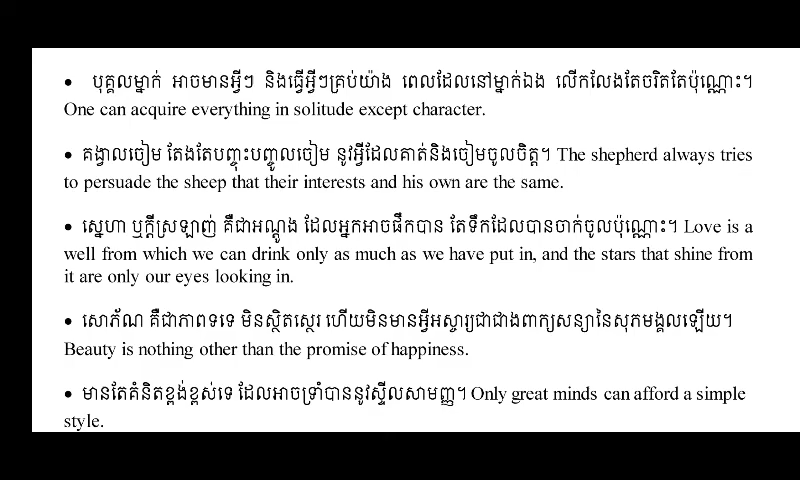 • បុគ្គលម្នាក់ អាចមានអ្វីៗ និងធ្វើអ្វីៗគ្រប់យ៉ាង ពេលដែលនៅម្នាក់ឯង លើកលែងតែចរិតតែប៉ុណ្ណោះ។
One can acquire everything in solitude except character.
• គង្វាលចៀម តែងតែបញ្ចុះបញ្ចូលចៀម នូវអ្វីដែលគាត់និងចៀមចូលចិត្ត។ The shepherd always tries
to persuade the sheep that their interests and his own are the same.
• ស្នេហា ឬក្តីស្រឡាញ់ គឺជាអណ្តូង ដែលអ្នកអាចផឹកបាន តែទឹកដែលបានចាក់ចូលប៉ុណ្ណោះ។ Love is a
well from which we can drink only as much as we have put in, and the stars that shine from
it are only our eyes looking in.
• សោភ័ណ គឺជាភាពទទេ មិនស្ថិតស្ថេរ ហើយមិនមានអ្វីអស្ចារ្យជាជាងពាក្យសន្យានៃសុភមង្គលឡើយ។
Beauty is nothing other than the promise of happiness.
• មានតែគំនិតខ្ពង់ខ្ពស់ទេ ដែលអាចទ្រាំបាននូវស្ទីលសាមញ្ញ។ Only great minds can afford a simple
style.